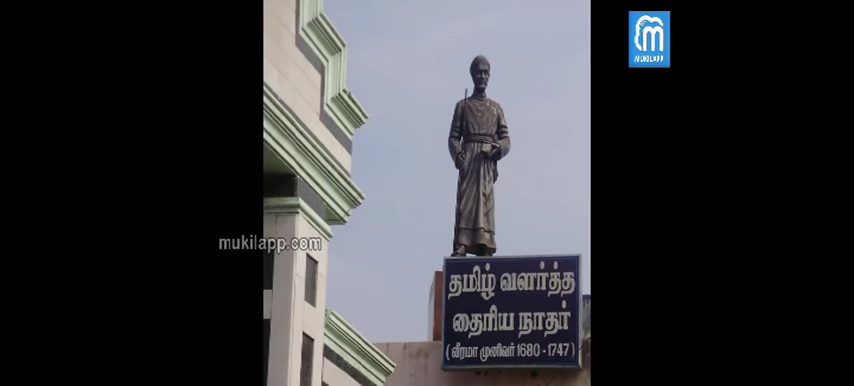 MUKILAPP
mukilapp.com
தமிழ் வளர்த்த
தைரிய நாதர்
(வீரமா முனிவர் 1680 - 1747)